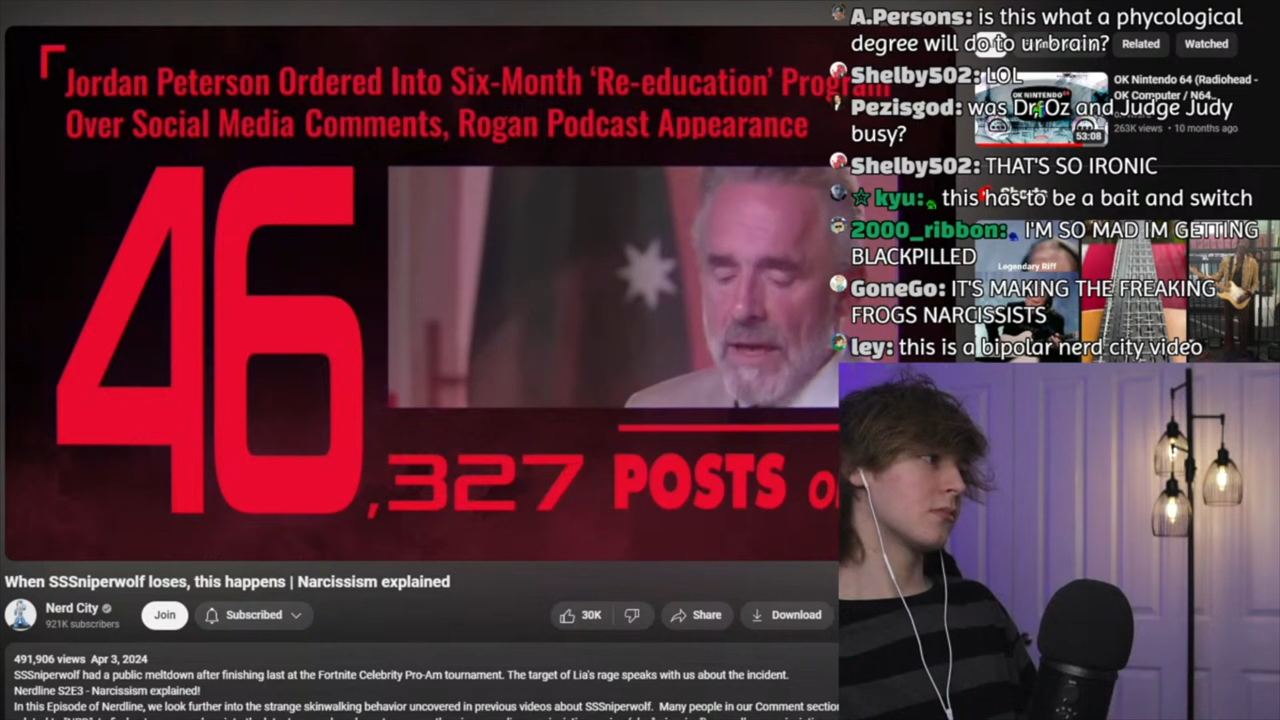 Jordan Peterson Ordered Into Six-Month ‘Re-education’ Program
Over Social Media Comments, Rogan Podcast Appearance
46
,327 POSTS
When SSSniperwolf loses, this happens | Narcissism explained
Nerd City
921K subscribers
Join
Subscribed
30K
Share
Download
491,906 views Apr 3, 2024
SSSniperwolf had a public meltdown after finishing last at the Fortnite Celebrity Pro-Am tournament. The target of Lia's rage speaks with us about the incident.
Nerdline S2E3 - Narcissism explained!
In this Episode of Nerdline, we look further into the strange skinwalking behavior uncovered in previous videos about SSSniperwolf. Many people in our Comment section
A.Persons: is this what a phycological
degree will do to ur brain?
Related
Watched
Shelby502: LOL
OK Nintendo 64 (Radiohead -
OK Computer / N64
Pezisgod: was Dr. Oz and Judge Judy
busy?
263K views • 10 months ago
53:08
Shelby502: THAT'S SO IRONIC
☆ kyu: this has to be a bait and switch
2000_ribbon: I'M SO MAD IM GETTING
BLACKPILLED
Legendary Riff
GoneGo: IT'S MAKING THE FREAKING
FROGS NARCISSISTS
ley: this is a bipolar nerd city video